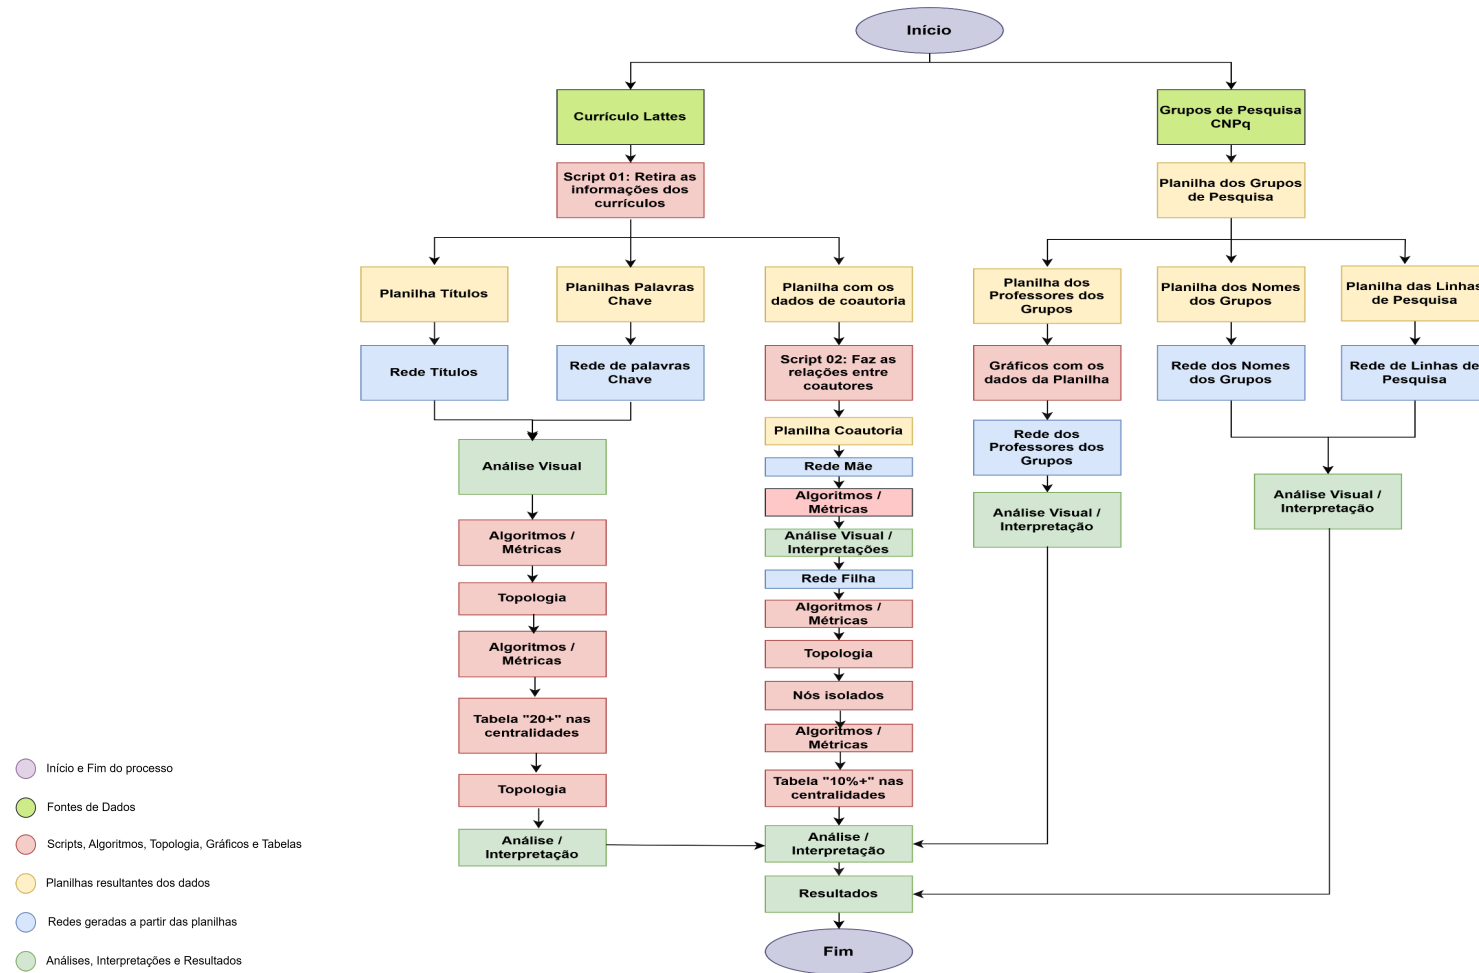 Início
Currículo Lattes
Grupos de Pesquisa
CNPq
Script 01: Retira as
informações dos
currículos
Planilha dos Grupos
de Pesquisa
Planilha Títulos
Planilhas Palavras
Chave
Planilha com os
dados de coautoria
Planilha dos
Professores dos
Grupos
Planilha dos Nomes
dos Grupos
Planilha das Linhas
de Pesquisa
Rede Títulos
Rede de palavras
Chave
Script 02: Faz as
relações entre
coautores
Gráficos com os
dados da Planilha
Rede dos Nomes
dos Grupos
Rede de Linhas de
Pesquisa
Planilha Coautoria
Rede dos
Professores dos
Grupos
Análise Visual
Rede Mãe
Algoritmos /
Métricas
Análise Visual /
Interpretação
Análise Visual /
Interpretação
Algoritmos /
Métricas
Análise Visual /
Interpretações
Rede Filha
Topologia
Algoritmos /
Métricas
Algoritmos /
Métricas
Topologia
Nós isolados
Tabela "20+" nas
centralidades
Algoritmos /
Métricas
Topologia
Tabela "10%+" nas
centralidades
Análise /
Interpretação
Análise /
Interpretação
Resultados
Fim
Início e Fim do processo
Fontes de Dados
Scripts, Algoritmos, Topologia, Gráficos e Tabelas
Planilhas resultantes dos dados
Redes geradas a partir das planilhas
Análises, Interpretações e Resultados